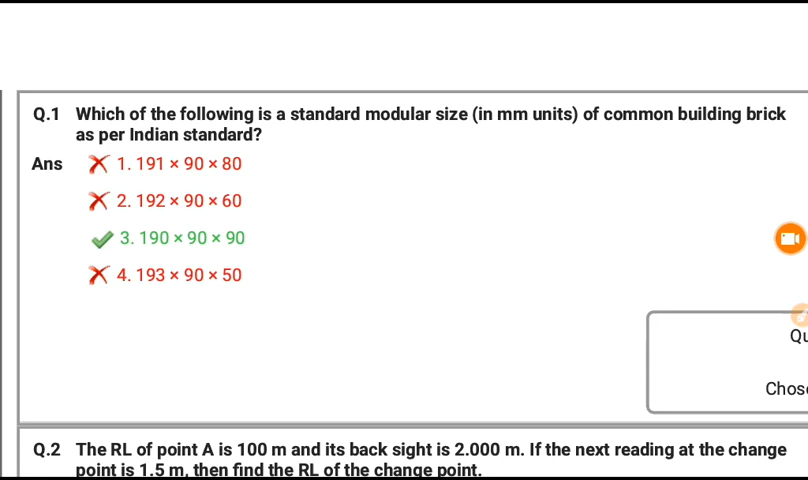 Q.1 Which of the following is a standard modular size (in mm units) of common building brick
as per Indian standard?
Ans 1. 191 × 90 × 80
2. 192 × 90 × 60
3. 190 × 90 × 90
4. 193 × 90 × 50
Qu
Chos
Q.2 The RL of point A is 100 m and its back sight is 2.000 m. If the next reading at the change
point is 1.5 m, then find the RL of the change point.